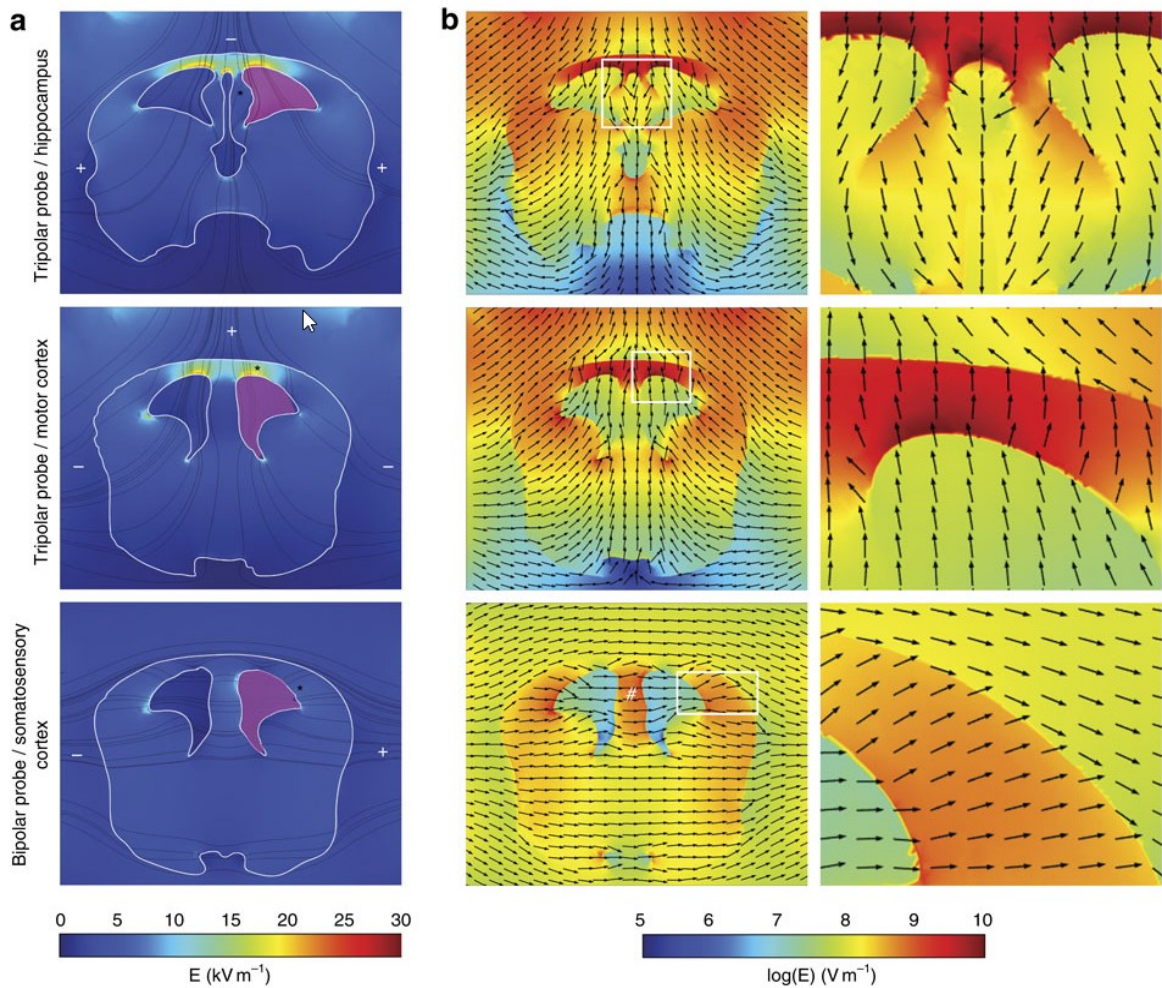 a
b
Tripolar probe / hippocampus
−
*
+
+
Tripolar probe / motor cortex
+
*
−
−
Bipolar probe / somatosensory
cortex
*
−
+
#
0 5 10 15 20 25 30
E (kV m⁻¹)
5 6 7 8 9 10
log(E) (V m⁻¹)